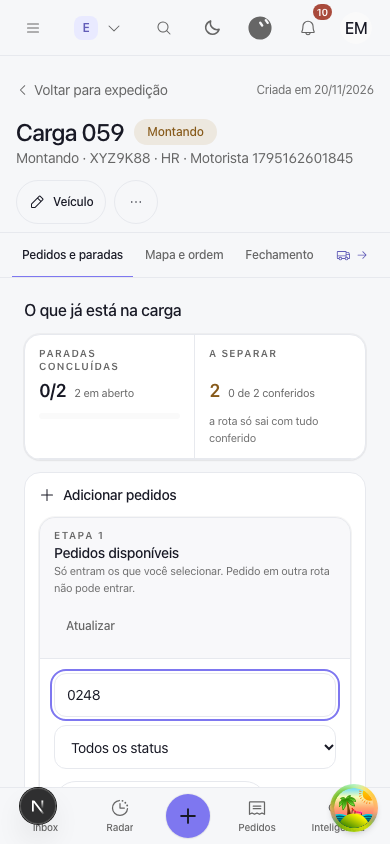 E
10
EM
Voltar para expedição
Criada em 20/11/2026
Carga 059
Montando
Montando · XYZ9K88 · HR · Motorista 1795162601845
Veículo
...
Pedidos e paradas
Mapa e ordem
Fechamento
O que já está na carga
PARADAS
CONCLUÍDAS
0/2 2 em aberto
A SEPARAR
2 0 de 2 conferidos
a rota só sai com tudo
conferido
Adicionar pedidos
ETAPA 1
Pedidos disponíveis
Só entram os que você selecionar. Pedido em outra rota
não pode entrar.
Atualizar
0248
Todos os status
N
Inbox
Radar
Pedidos